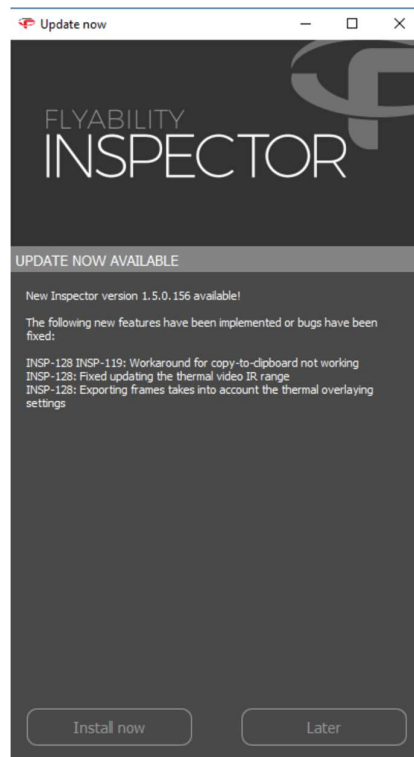 Update now
FLYABILITY
INSPECTOR
UPDATE NOW AVAILABLE
New Inspector version 1.5.0.156 available!
The following new features have been implemented or bugs have been
fixed:
INSP-128 INSP-119: Workaround for copy-to-clipboard not working
INSP-128: Fixed updating the thermal video IR range
INSP-128: Exporting frames takes into account the thermal overlaying
settings
Install now
Later